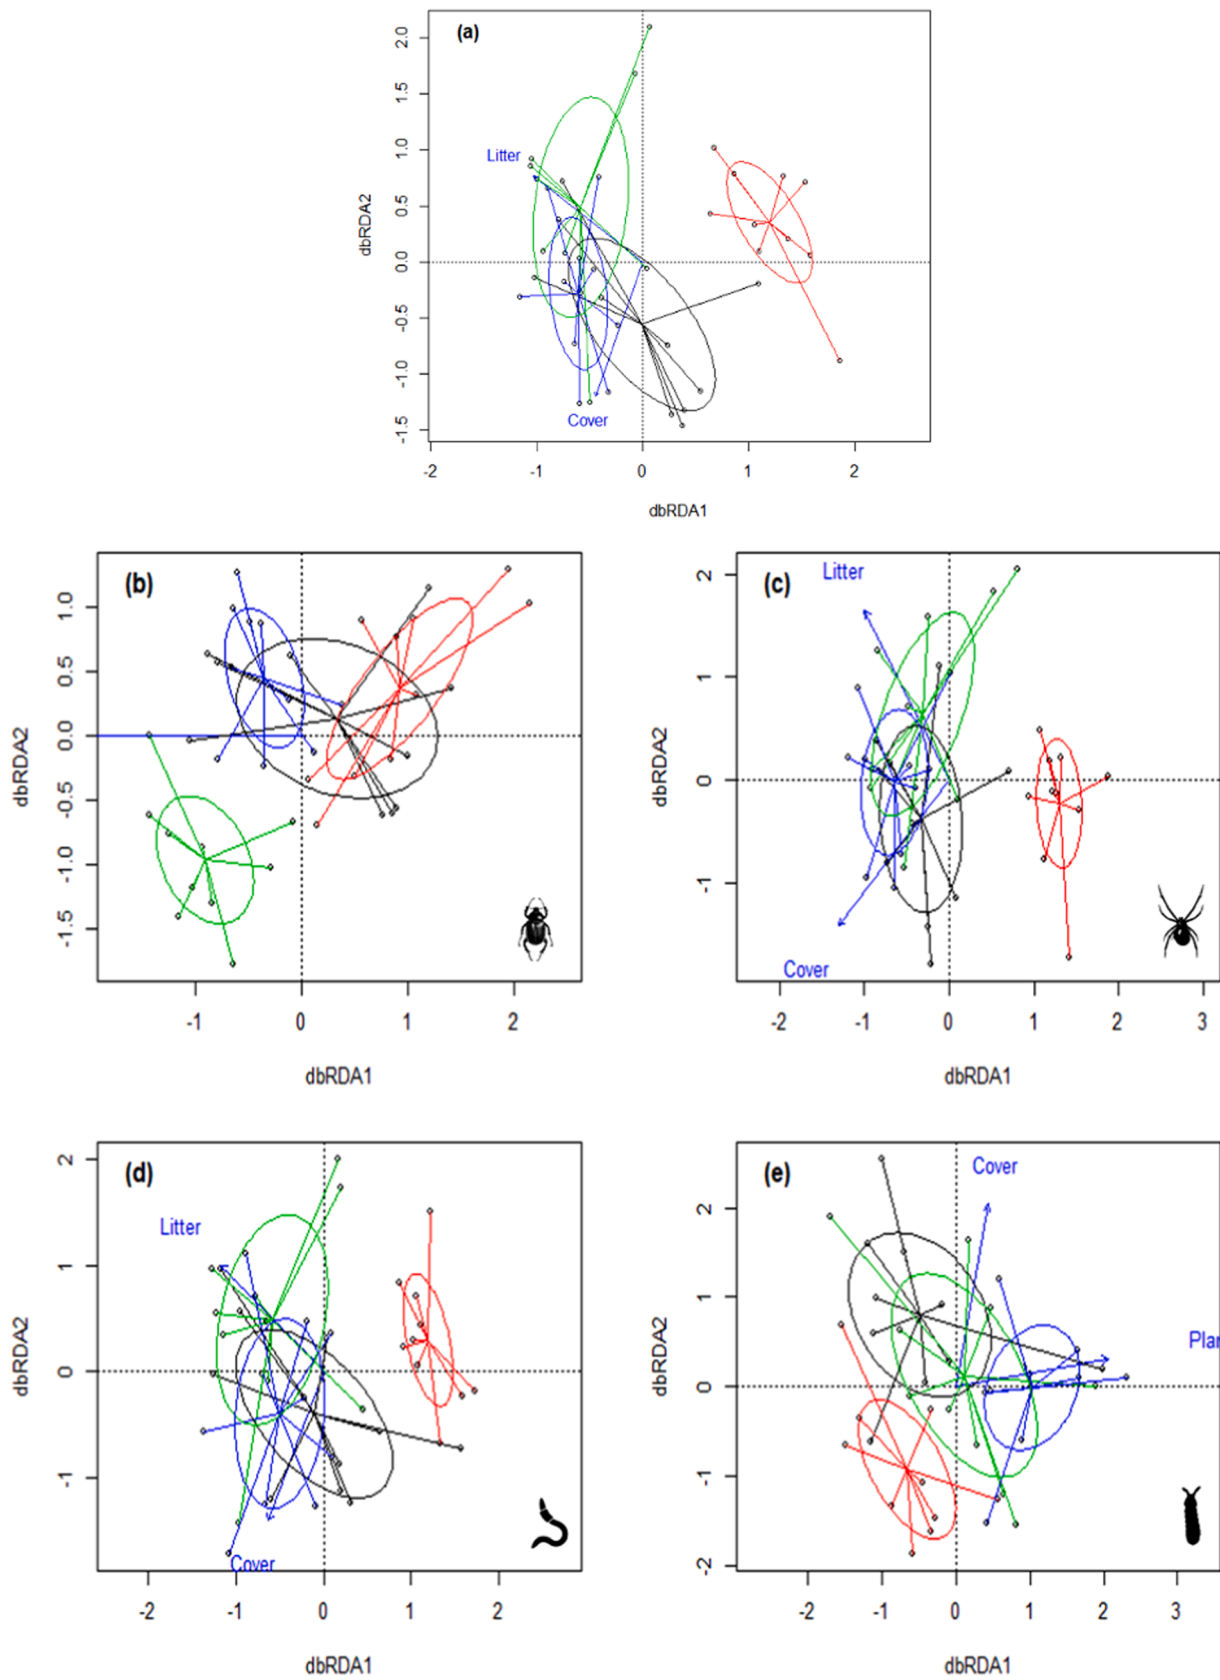 (a)
2.0
1.5
1.0
0.5
0.0
-0.5
-1.0
-1.5
dbRDA2
Litter
Cover
-2 -1 0 1 2
dbRDA1
(b)
1.0
0.5
0.0
-0.5
-1.0
-1.5
dbRDA2
-1 0 1 2
dbRDA1
(c)
Litter
2
1
0
-1
dbRDA2
Cover
-2 -1 0 1 2 3
dbRDA1
(d)
2
1
0
-1
dbRDA2
Litter
Cover
-2 -1 0 1 2
dbRDA1
(e)
Cover
2
1
0
-1
-2
dbRDA2
Plan
-2 -1 0 1 2 3
dbRDA1